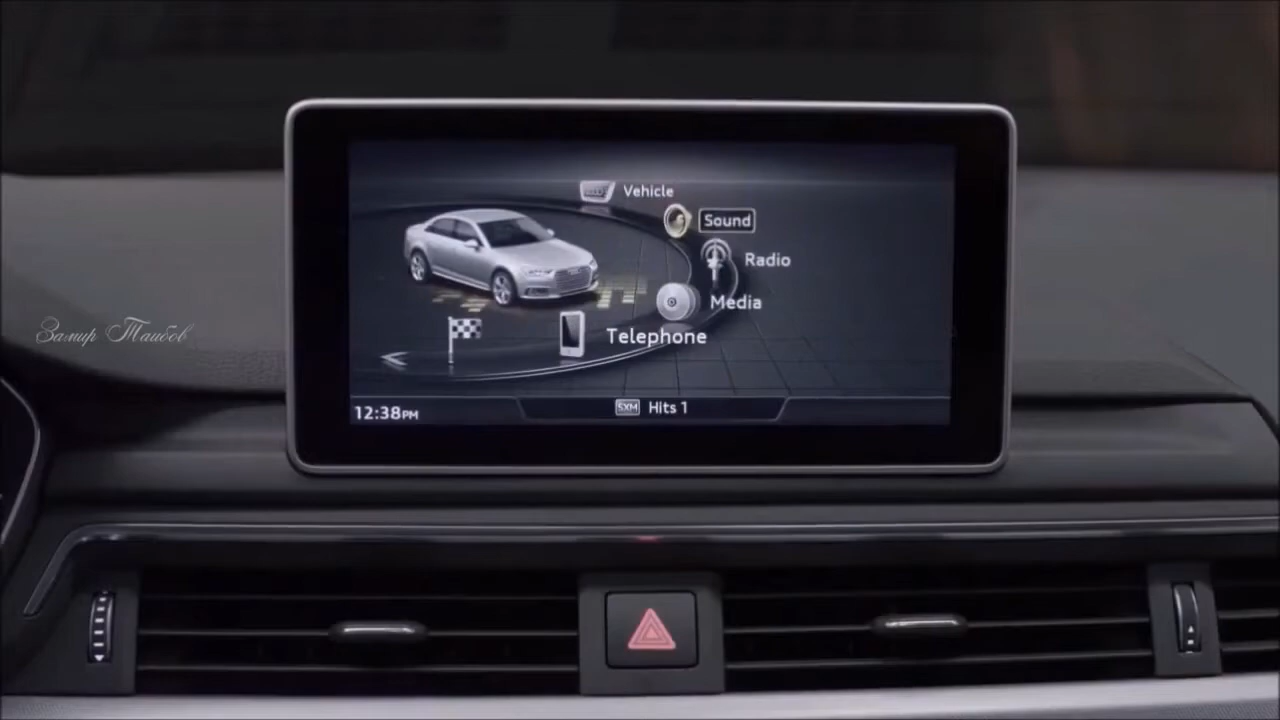 Vehicle
Sound
Radio
Media
Telephone
Замир Таибов
12:38PM
SXM Hits 1